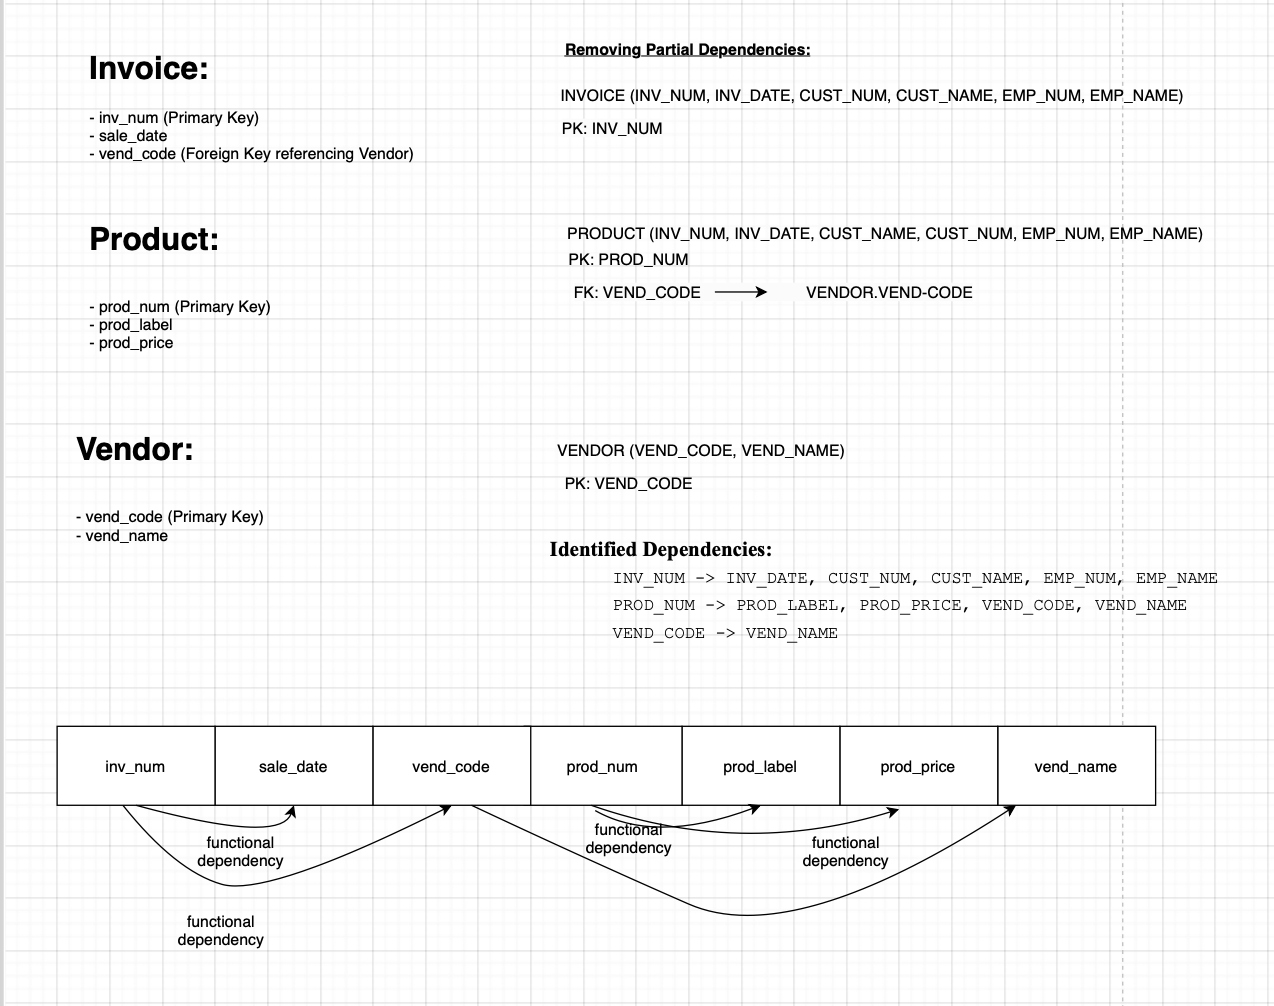 Invoice:
- inv_num (Primary Key)
- sale_date
- vend_code (Foreign Key referencing Vendor)
Product:
- prod_num (Primary Key)
- prod_label
- prod_price
Vendor:
- vend_code (Primary Key)
- vend_name
Removing Partial Dependencies:
INVOICE (INV_NUM, INV_DATE, CUST_NUM, CUST_NAME, EMP_NUM, EMP_NAME)
PK: INV_NUM
PRODUCT (INV_NUM, INV_DATE, CUST_NAME, CUST_NUM, EMP_NUM, EMP_NAME)
PK: PROD_NUM
FK: VEND_CODE VENDOR.VEND-CODE
VENDOR (VEND_CODE, VEND_NAME)
PK: VEND_CODE
Identified Dependencies:
INV_NUM -> INV_DATE, CUST_NUM, CUST_NAME, EMP_NUM, EMP_NAME
PROD_NUM -> PROD_LABEL, PROD_PRICE, VEND_CODE, VEND_NAME
VEND_CODE -> VEND_NAME
inv_num sale_date vend_code prod_num prod_label prod_price vend_name
functional
dependency
functional
dependency
functional
dependency
functional
dependency